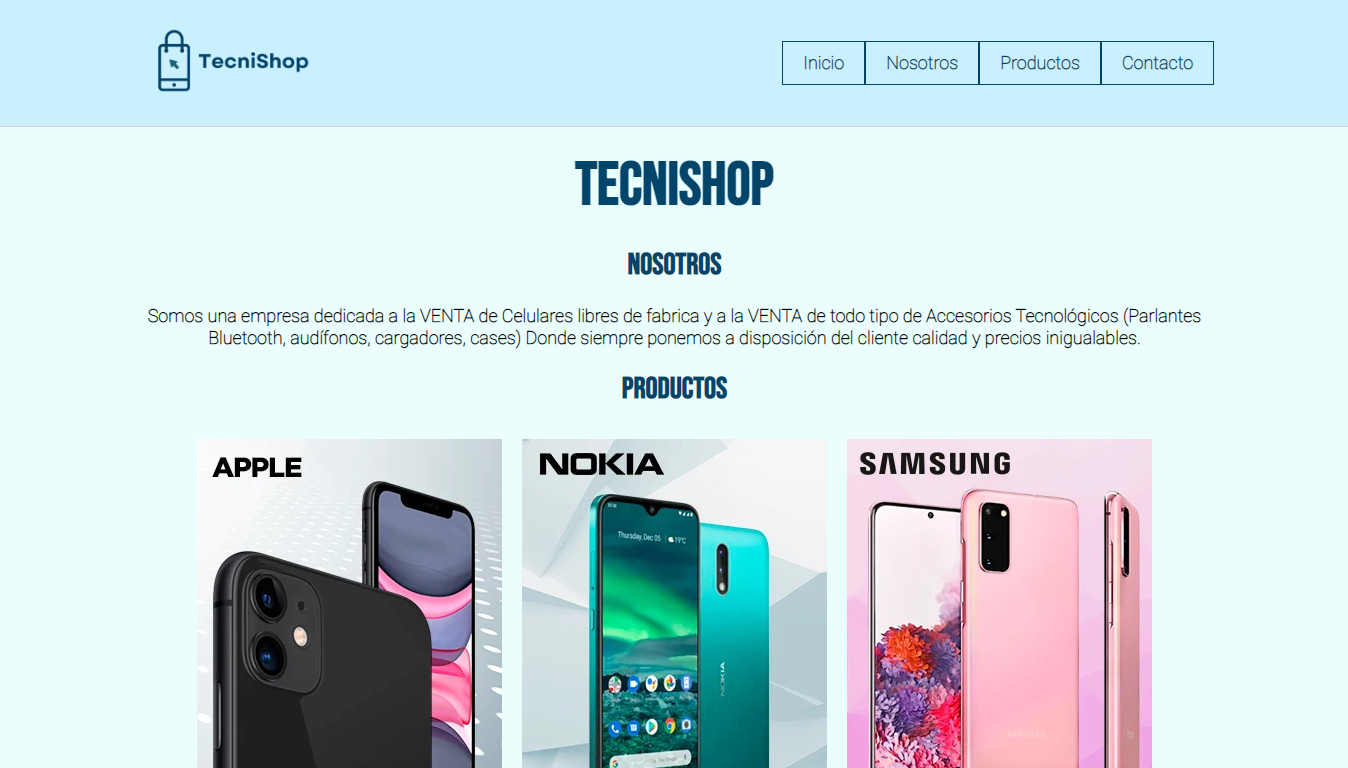 TecniShop
Inicio
Nosotros
Productos
Contacto
TECNISHOP
NOSOTROS
Somos una empresa dedicada a la VENTA de Celulares libres de fabrica y a la VENTA de todo tipo de Accesorios Tecnológicos (Parlantes
Bluetooth, audífonos, cargadores, cases) Donde siempre ponemos a disposición del cliente calidad y precios inigualables.
PRODUCTOS
APPLE
NOKIA
Thursday, Dec 05
19°C
NOKIA
SAMSUNG
SAMSUNG